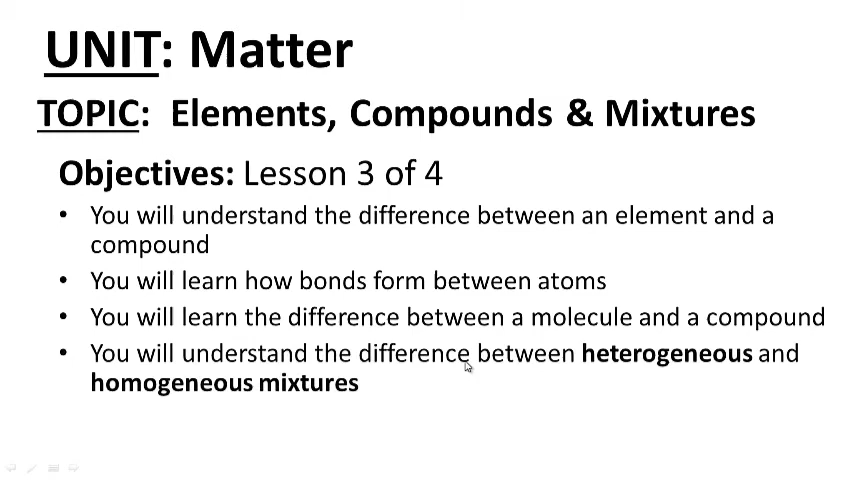 UNIT: Matter
TOPIC: Elements, Compounds & Mixtures
Objectives: Lesson 3 of 4
• You will understand the difference between an element and a
compound
• You will learn how bonds form between atoms
• You will learn the difference between a molecule and a compound
• You will understand the difference between heterogeneous and
homogeneous mixtures